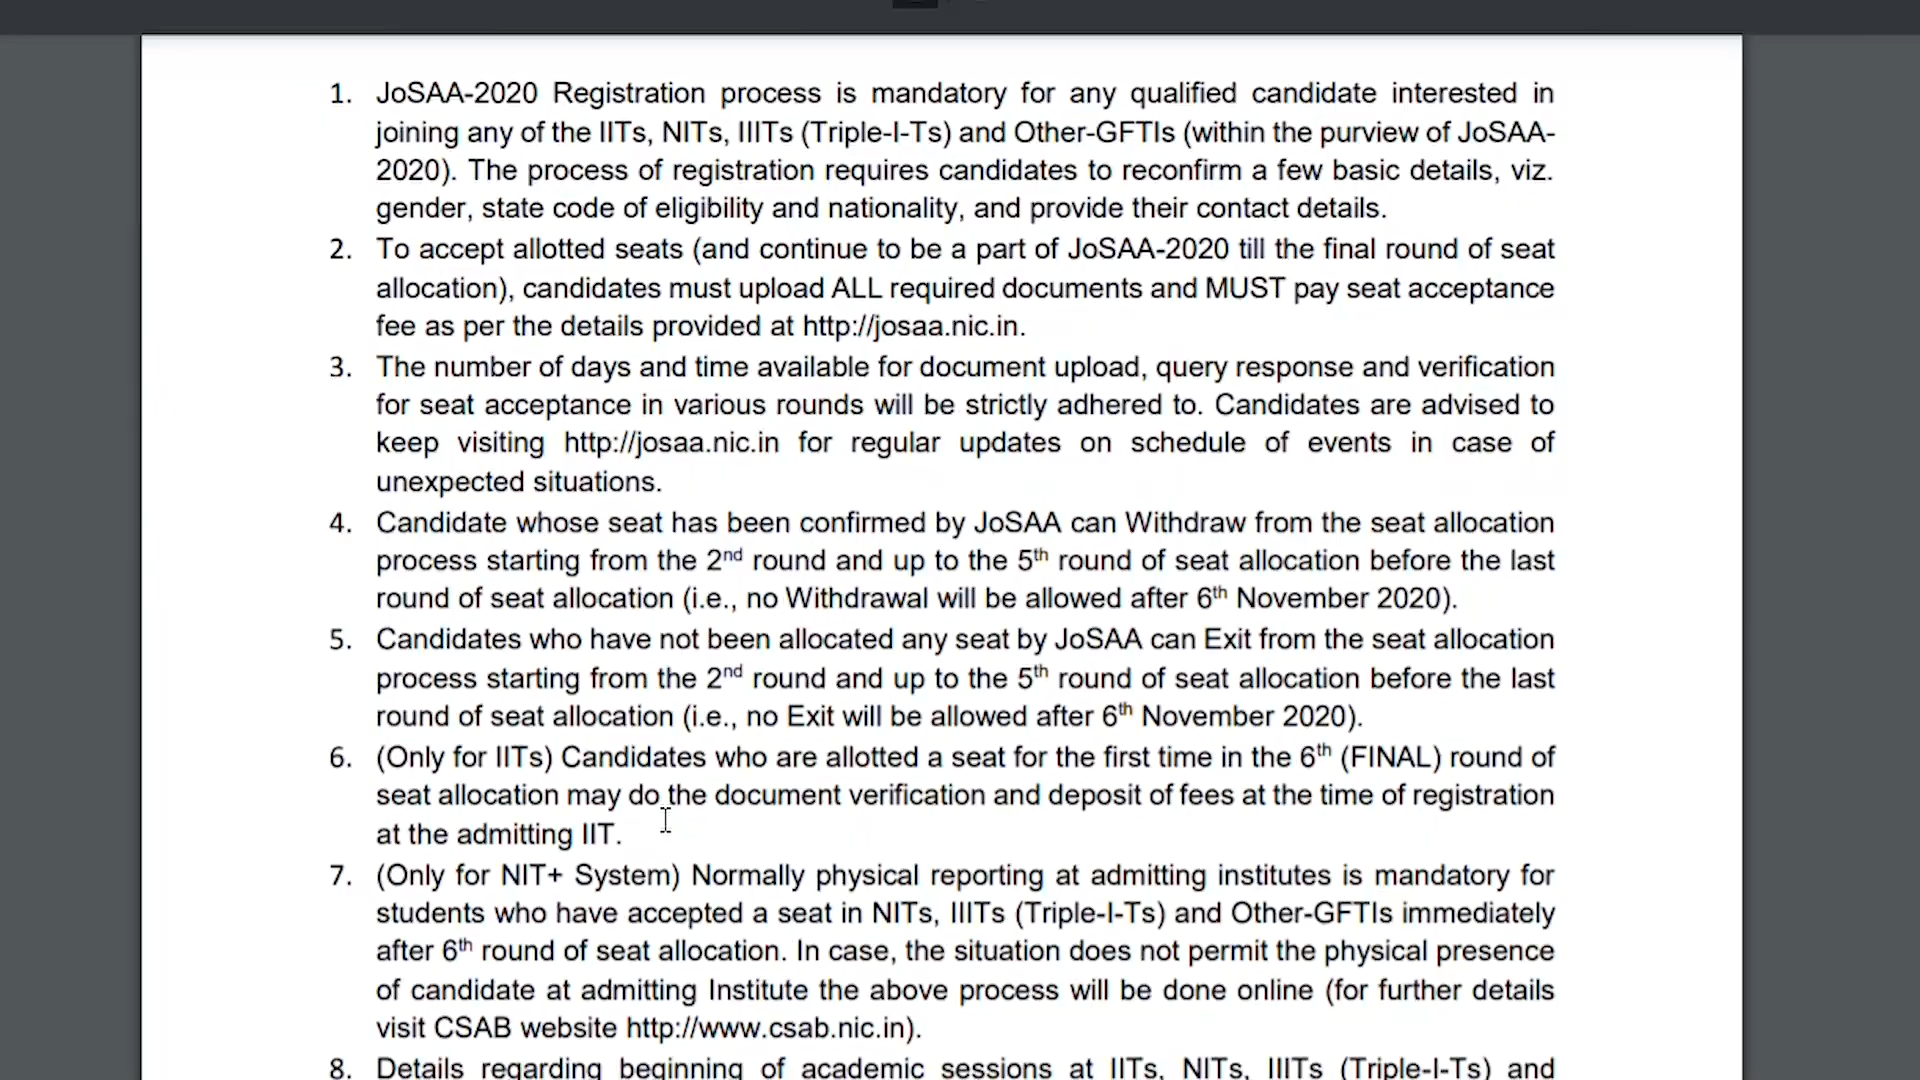 1. JoSAA-2020 Registration process is mandatory for any qualified candidate interested in
joining any of the IITs, NITs, IIITs (Triple-I-Ts) and Other-GFTIs (within the purview of JoSAA-
2020). The process of registration requires candidates to reconfirm a few basic details, viz.
gender, state code of eligibility and nationality, and provide their contact details.
2. To accept allotted seats (and continue to be a part of JoSAA-2020 till the final round of seat
allocation), candidates must upload ALL required documents and MUST pay seat acceptance
fee as per the details provided at http://josaa.nic.in.
3. The number of days and time available for document upload, query response and verification
for seat acceptance in various rounds will be strictly adhered to. Candidates are advised to
keep visiting http://josaa.nic.in for regular updates on schedule of events in case of
unexpected situations.
4. Candidate whose seat has been confirmed by JoSAA can Withdraw from the seat allocation
process starting from the 2nd round and up to the 5th round of seat allocation before the last
round of seat allocation (i.e., no Withdrawal will be allowed after 6th November 2020).
5. Candidates who have not been allocated any seat by JoSAA can Exit from the seat allocation
process starting from the 2nd round and up to the 5th round of seat allocation before the last
round of seat allocation (i.e., no Exit will be allowed after 6th November 2020).
6. (Only for IITs) Candidates who are allotted a seat for the first time in the 6th (FINAL) round of
seat allocation may do the document verification and deposit of fees at the time of registration
at the admitting IIT.
7. (Only for NIT+ System) Normally physical reporting at admitting institutes is mandatory for
students who have accepted a seat in NITs, IIITs (Triple-I-Ts) and Other-GFTIs immediately
after 6th round of seat allocation. In case, the situation does not permit the physical presence
of candidate at admitting Institute the above process will be done online (for further details
visit CSAB website http://www.csab.nic.in).
8. Details regarding beginning of academic sessions at IITs, NITs, IIITs (Triple-I-Ts) and